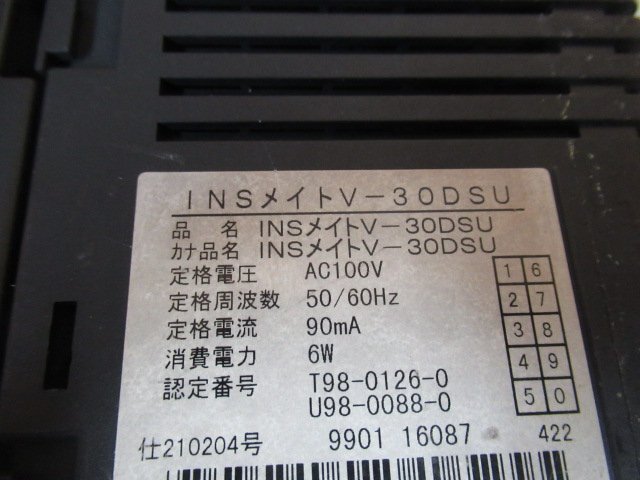 INSメイトV-30DSU
品 名 INSメイトV-30DSU
カナ品名 INSメイトV-30DSU
定格電圧 AC100V
定格周波数 50/60Hz
定格電流 90mA
消費電力 6W
認定番号 T98-0126-0
U98-0088-0
1 6
2 7
3 8
4 9
5 0
仕210204号 9901 16087 422